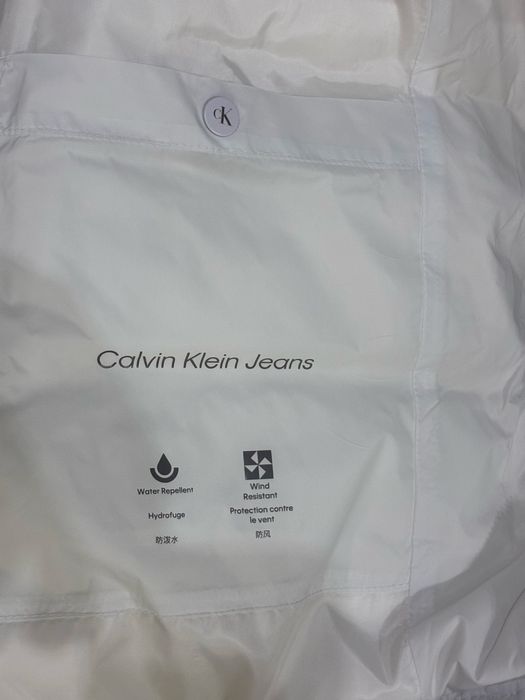 cK
Calvin Klein Jeans
Water Repellent
Hydrofuge
防泼水
Wind
Resistant
Protection contre
le vent
防风